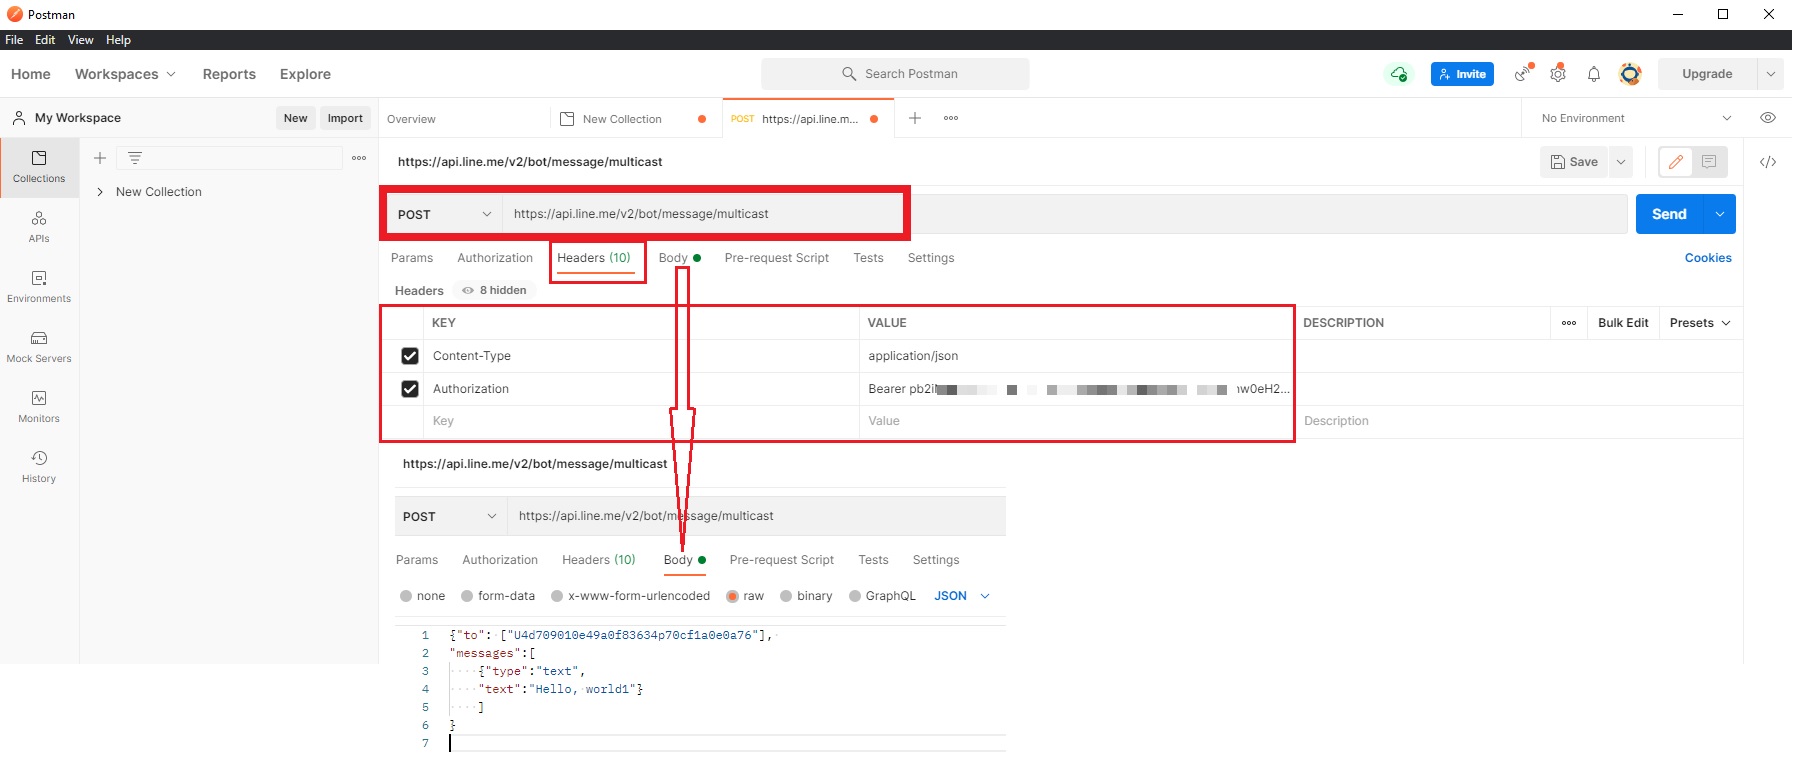 Postman
File Edit View Help
Home Workspaces Reports Explore Search Postman Invite Upgrade
My Workspace New Import Overview New Collection POST https://api.line.m... No Environment
https://api.line.me/v2/bot/message/multicast Save
Collections
New Collection
POST https://api.line.me/v2/bot/message/multicast Send
APIs
Params Authorization Headers (10) Body Pre-request Script Tests Settings Cookies
Environments
Headers 8 hidden
KEY VALUE DESCRIPTION Bulk Edit Presets
Mock Servers
Content-Type application/json
Authorization Bearer pb2i w0eH2...
Monitors
Key Value Description
History
https://api.line.me/v2/bot/message/multicast
POST https://api.line.me/v2/bot/message/multicast
Params Authorization Headers (10) Body Pre-request Script Tests Settings
none form-data x-www-form-urlencoded raw binary GraphQL JSON
1 {"to": ["U4d709010e49a0f83634p70cf1a0e0a76"],
2 "messages":[
3 {"type":"text",
4 "text":"Hello, world1"}
5 ]
6 }
7